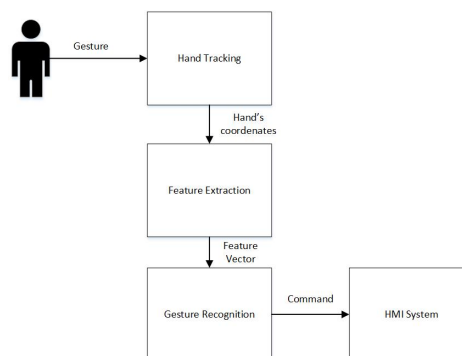 Gesture
Hand Tracking
Hand's
coordenates
Feature Extraction
Feature
Vector
Gesture Recognition
Command
HMI System